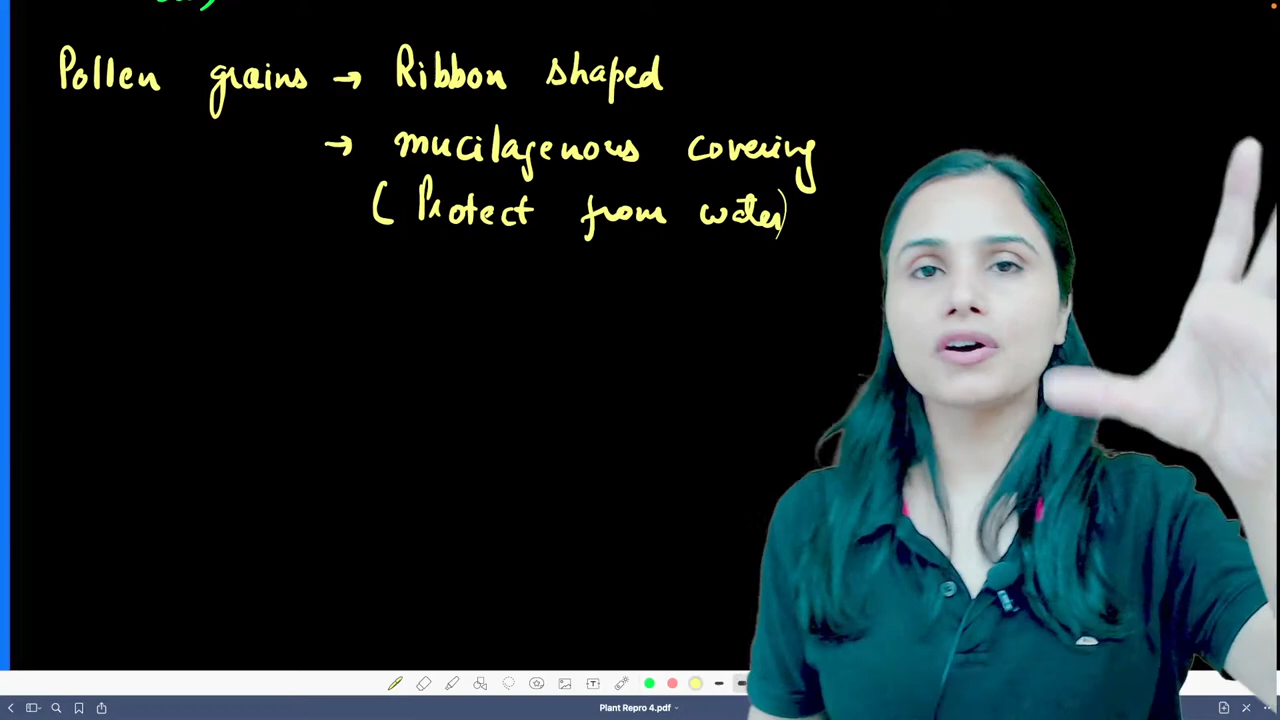 Pollen grains → Ribbon shaped
→ mucilagenous covering
(Protect from water)
Plant Repro 4.pdf